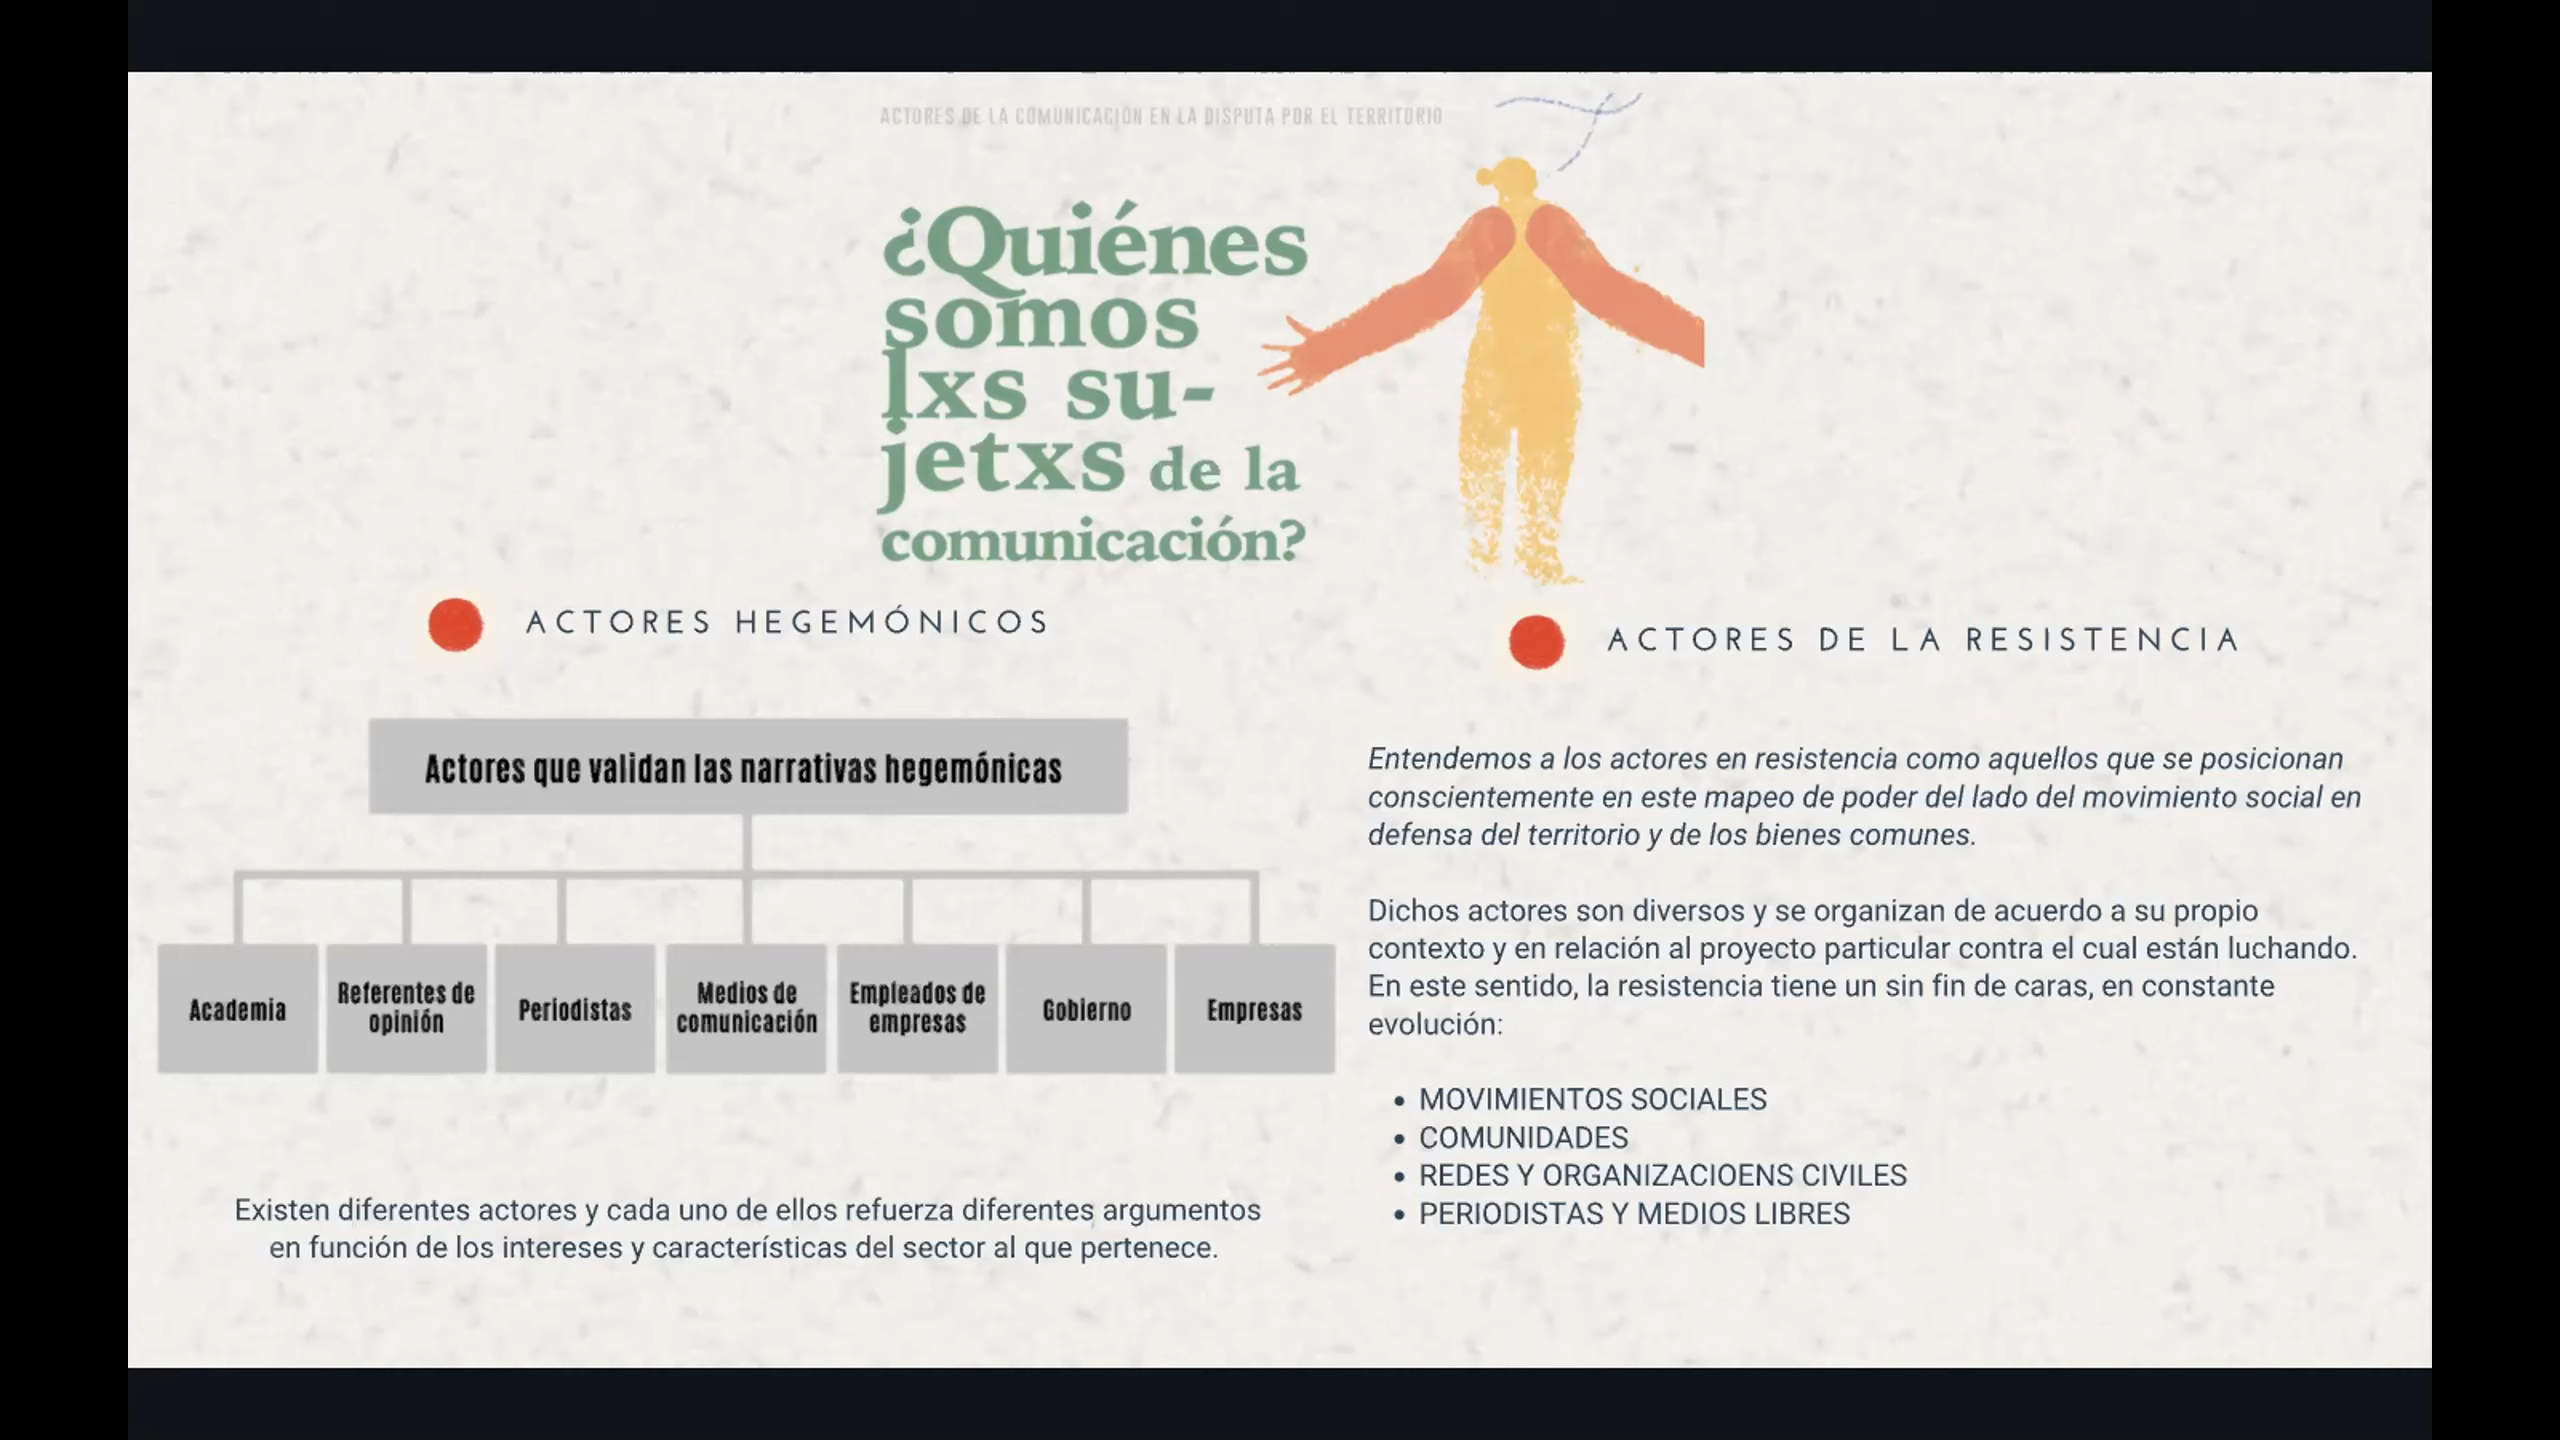 ACTORES DE LA COMUNICACIÓN EN LA DISPUTA POR EL TERRITORIO
¿Quiénes
somos
lxs su-
jetxs de la
comunicación?
ACTORES HEGEMÓNICOS
Actores que validan las narrativas hegemónicas
Academia
Referentes de
opinión
Periodistas
Medios de
comunicación
Empleados de
empresas
Gobierno
Empresas
Existen diferentes actores y cada uno de ellos refuerza diferentes argumentos
en función de los intereses y características del sector al que pertenece.
ACTORES DE LA RESISTENCIA
Entendemos a los actores en resistencia como aquellos que se posicionan
conscientemente en este mapeo de poder del lado del movimiento social en
defensa del territorio y de los bienes comunes.
Dichos actores son diversos y se organizan de acuerdo a su propio
contexto y en relación al proyecto particular contra el cual están luchando.
En este sentido, la resistencia tiene un sin fin de caras, en constante
evolución:
• MOVIMIENTOS SOCIALES
• COMUNIDADES
• REDES Y ORGANIZACIOENS CIVILES
• PERIODISTAS Y MEDIOS LIBRES